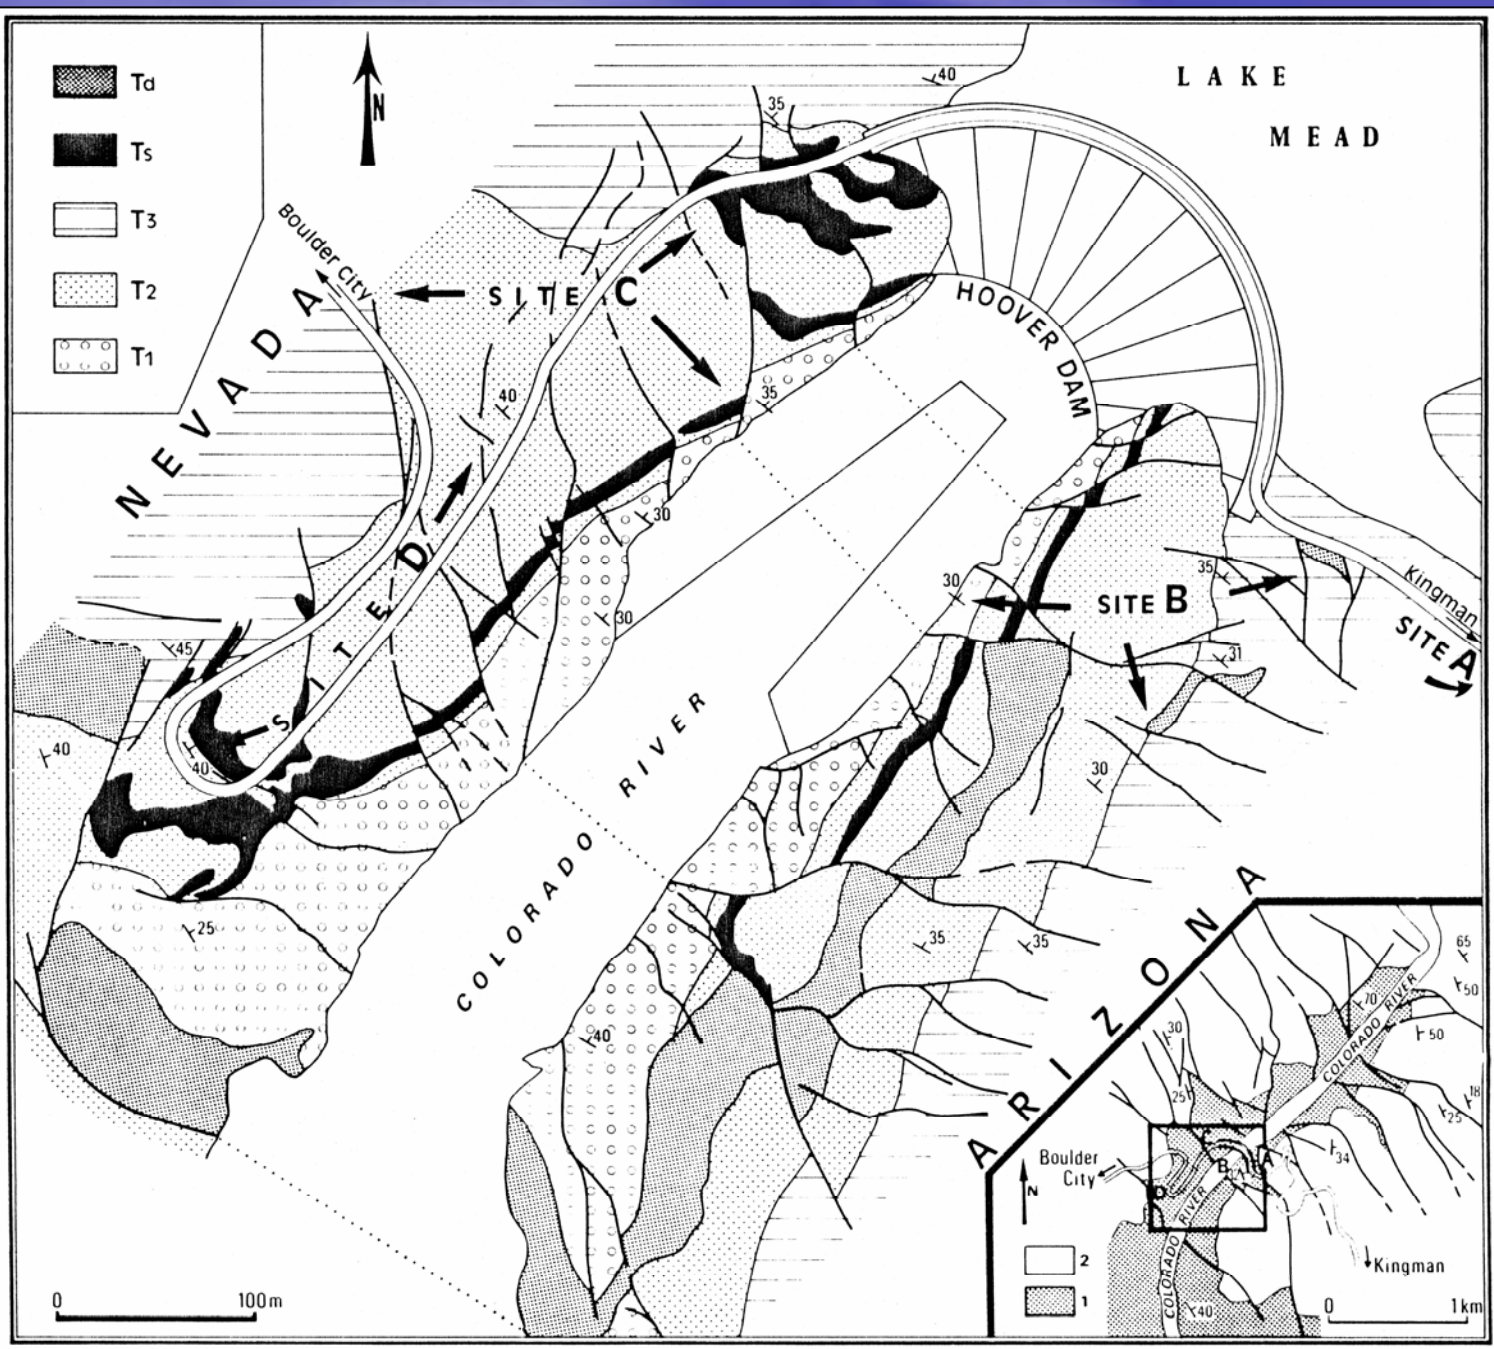 Td
Ts
T3
T2
T1
N
LAKE
MEAD
40
35
Boulder City
NEVADA
SITE C
HOOVER DAM
40
35
30
30
SITE D
45
40
40
25
30
SITE B
35
31
30
Kingman
SITE A
COLORADO RIVER
35
35
40
ARIZONA
0 100m
65
50
70
COLORADO RIVER
50
30
25
18
25
34
Boulder
City
N
A
B
D
COLORADO RIVER
2
1
Kingman
40
0 1km